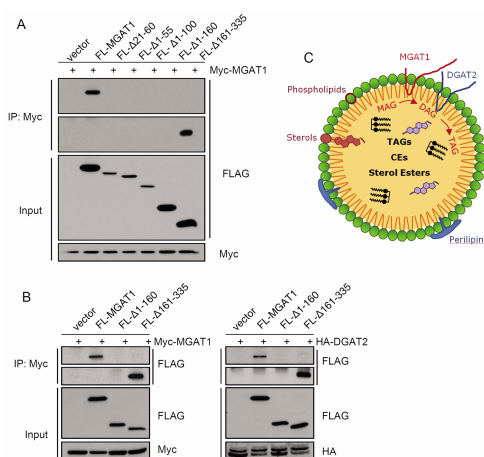 A
vector
FL-MGAT1
FL-Δ21-60
FL-Δ1-55
FL-Δ1-100
FL-Δ1-160
FL-Δ161-335
+ + + + + + + Myc-MGAT1
IP: Myc
Input
FLAG
Myc
B
vector
FL-MGAT1
FL-Δ1-160
FL-Δ161-335
+ + + + Myc-MGAT1
IP: Myc
FLAG
Input
FLAG
Myc
vector
FL-MGAT1
FL-Δ1-160
FL-Δ161-335
+ + + + HA-DGAT2
FLAG
FLAG
HA
C
MGAT1
DGAT2
Phospholipids
MAG
DAG
TAG
Sterols
TAGs
CEs
Sterol Esters
Perilipin